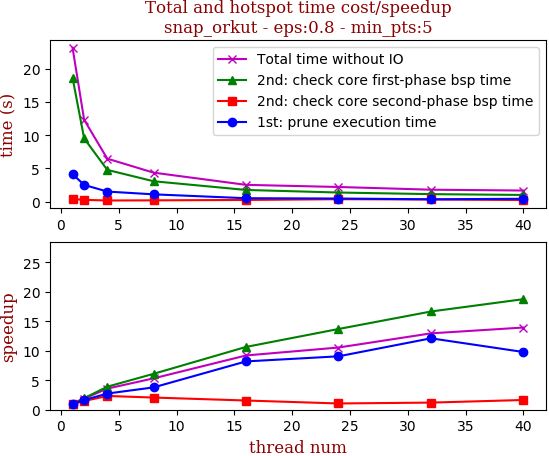 Total and hotspot time cost/speedup
snap_orkut - eps:0.8 - min_pts:5
time (s)
20
15
10
5
0
Total time without IO
2nd: check core first-phase bsp time
2nd: check core second-phase bsp time
1st: prune execution time
0 5 10 15 20 25 30 35 40
speedup
25
20
15
10
5
0
0 5 10 15 20 25 30 35 40
thread num